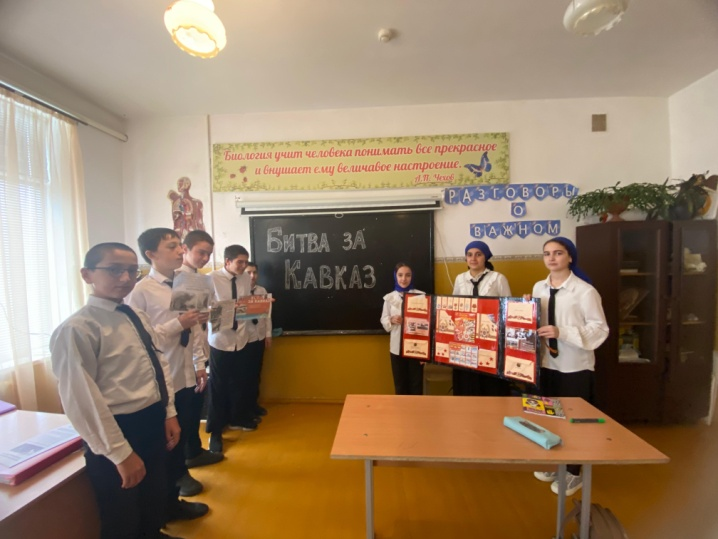 Биология учит человека понимать все прекрасное
и внушает ему величавое настроение.
А.П. Чехов
РАЗГОВОРЫ
О
ВАЖНОМ
БИТВА ЗА
КАВКАЗ